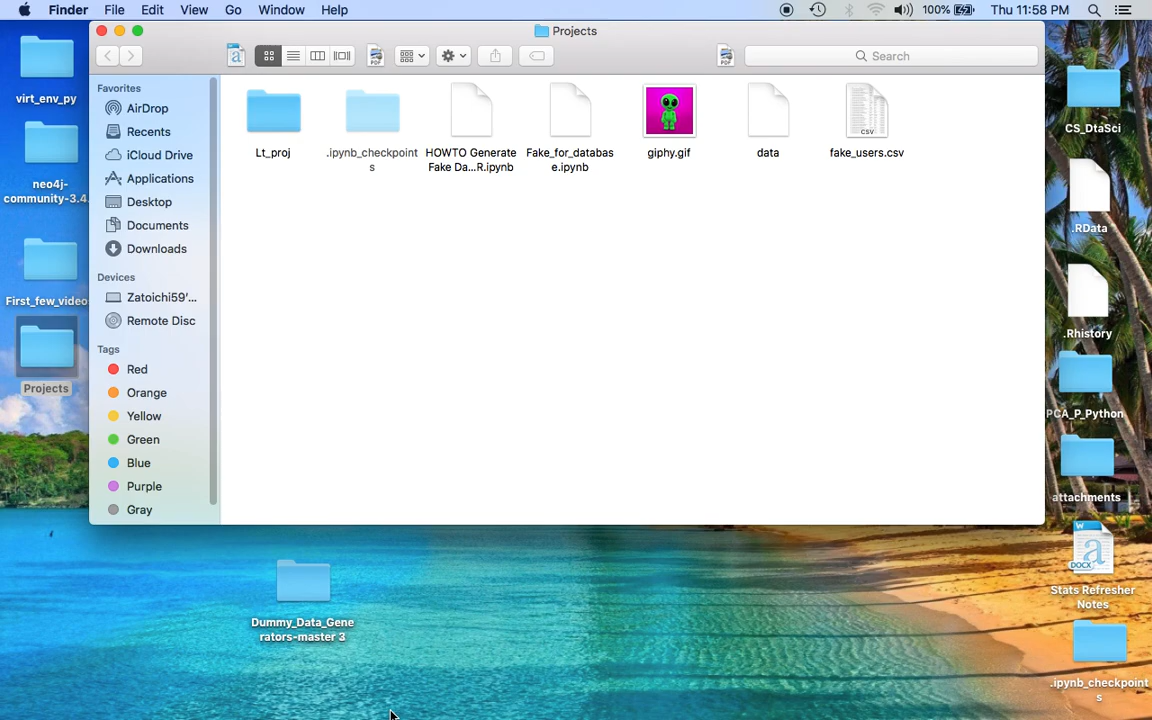 Finder File Edit View Go Window Help 100% Thu 11:58 PM
Projects
Search
Favorites
AirDrop
Recents
iCloud Drive
Applications
Desktop
Documents
Downloads
Devices
Zatoichi59'...
Remote Disc
Tags
Red
Orange
Yellow
Green
Blue
Purple
Gray
Lt_proj
.ipynb_checkpoint
s
HOWTO Generate
Fake Da...R.ipynb
Fake_for_databas
e.ipynb
giphy.gif
data
CSV
fake_users.csv
virt_env_py
neo4j-
community-3.4.
First_few_videos
Projects
Dummy_Data_Gene
rators-master 3
CS_DtaSci
.RData
.Rhistory
PCA_P_Python
attachments
W
a
DOCX
Stats Refresher
Notes
.ipynb_checkpoint
s
PDF
PDF
a